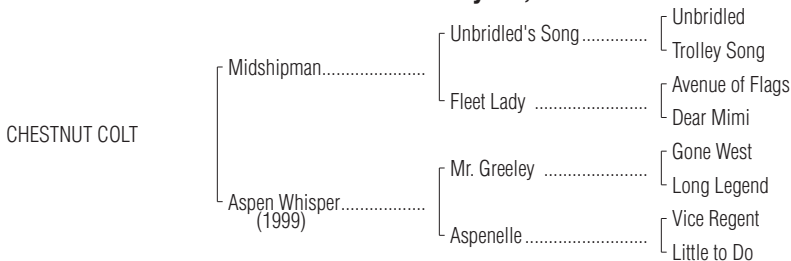 Unbridled
Unbridled's Song..............
Trolley Song
Midshipman......................
Avenue of Flags
Fleet Lady ........................
Dear Mimi
CHESTNUT COLT
Gone West
Mr. Greeley ......................
Long Legend
Aspen Whisper..................
(1999)
Vice Regent
Aspenelle..........................
Little to Do